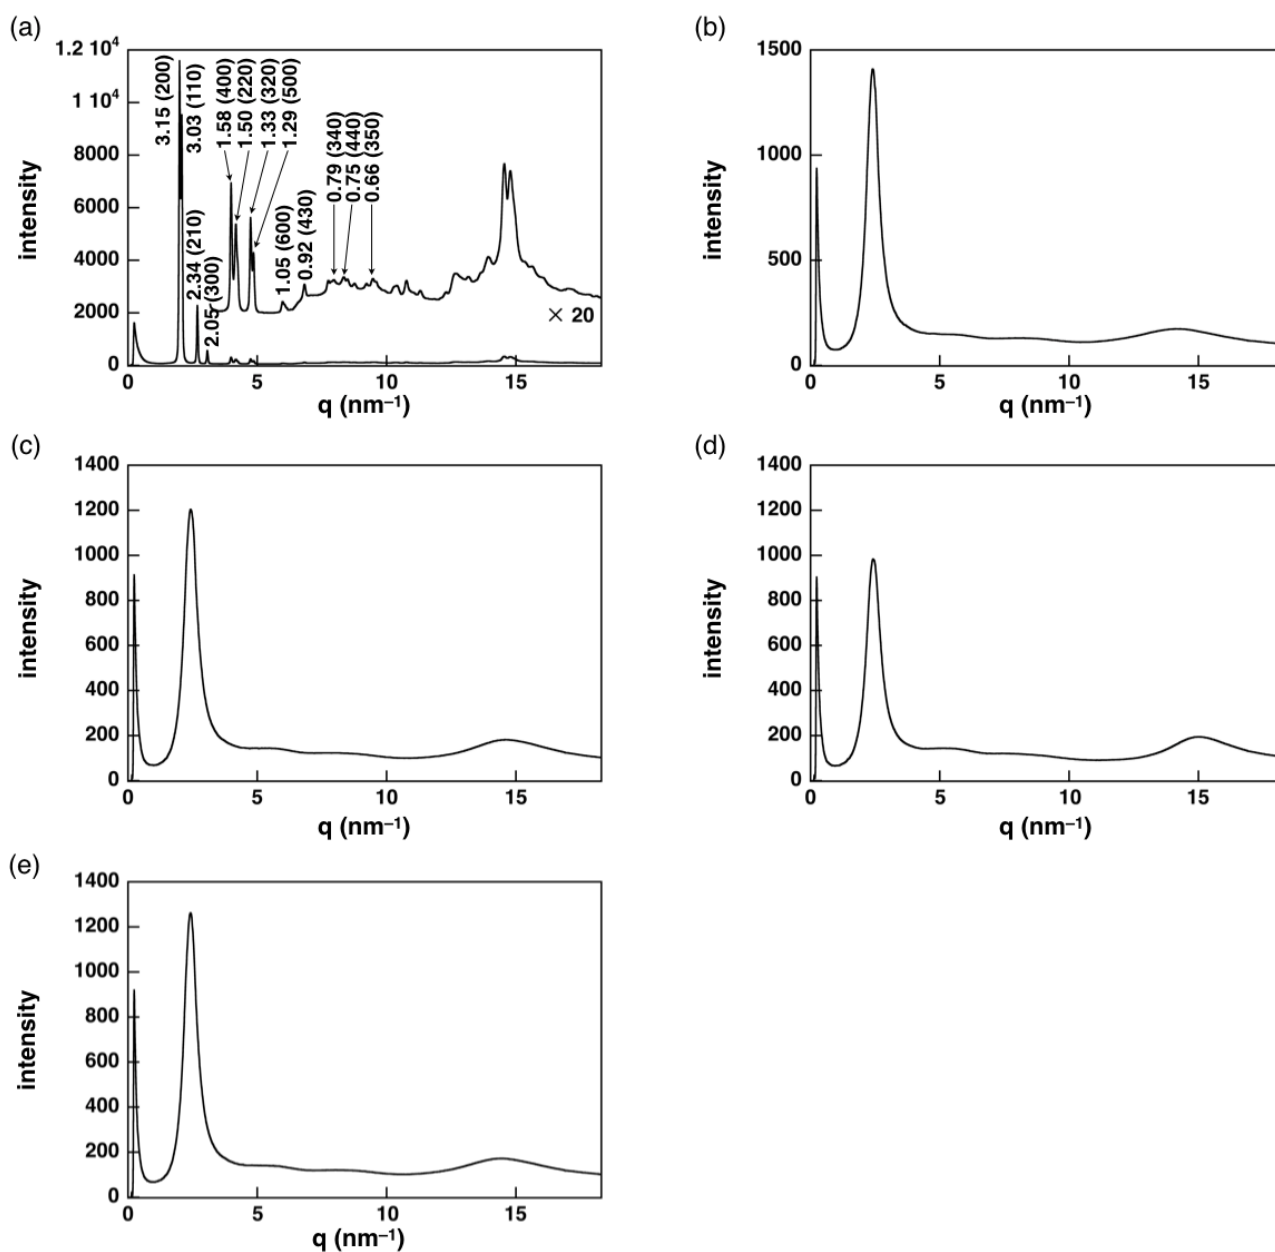 (a)
1.2 10⁴
1 10⁴
8000
6000
4000
2000
0
intensity
3.15 (200)
3.03 (110)
2.34 (210)
2.05 (300)
1.58 (400)
1.50 (220)
1.33 (320)
1.29 (500)
1.05 (600)
0.92 (430)
0.79 (340)
0.75 (440)
0.66 (350)
× 20
0 5 10 15
q (nm⁻¹)
(b)
1500
1000
500
0
intensity
0 5 10 15
q (nm⁻¹)
(c)
1400
1200
1000
800
600
400
200
0
intensity
0 5 10 15
q (nm⁻¹)
(d)
1400
1200
1000
800
600
400
200
0
intensity
0 5 10 15
q (nm⁻¹)
(e)
1400
1200
1000
800
600
400
200
0
intensity
0 5 10 15
q (nm⁻¹)